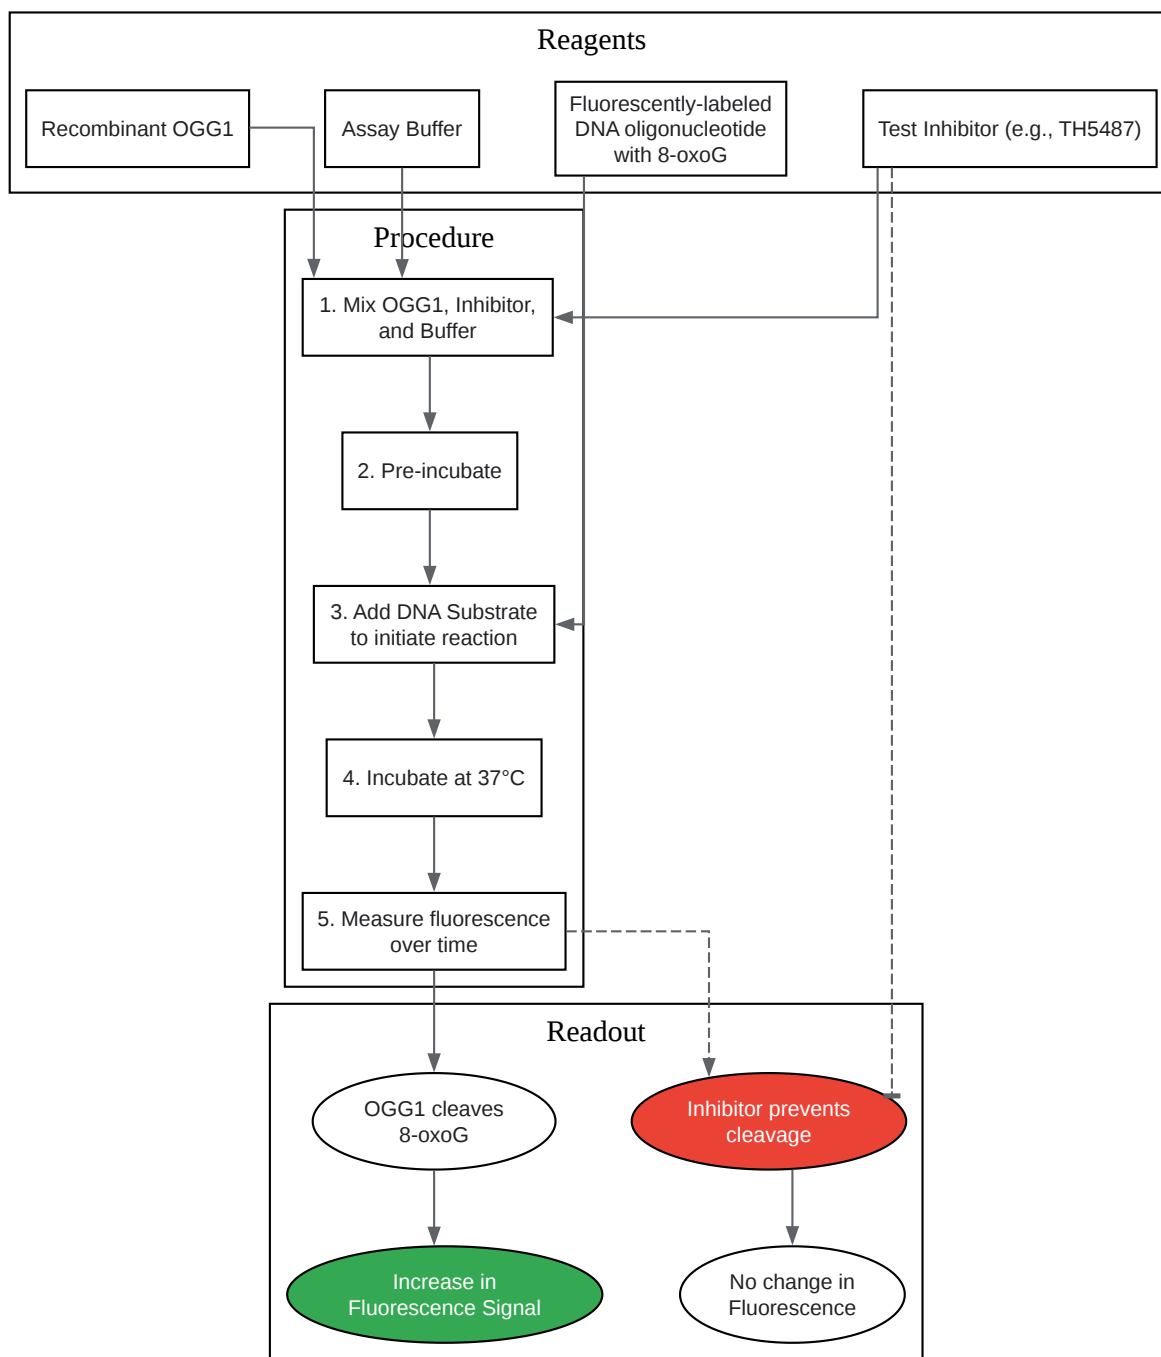 Reagents
Recombinant OGG1
Assay Buffer
Fluorescently-labeled
DNA oligonucleotide
with 8-oxoG
Test Inhibitor (e.g., TH5487)
Procedure
1. Mix OGG1, Inhibitor,
and Buffer
2. Pre-incubate
3. Add DNA Substrate
to initiate reaction
4. Incubate at 37°C
5. Measure fluorescence
over time
Readout
OGG1 cleaves
8-oxoG
Inhibitor prevents
cleavage
Increase in
Fluorescence Signal
No change in
Fluorescence